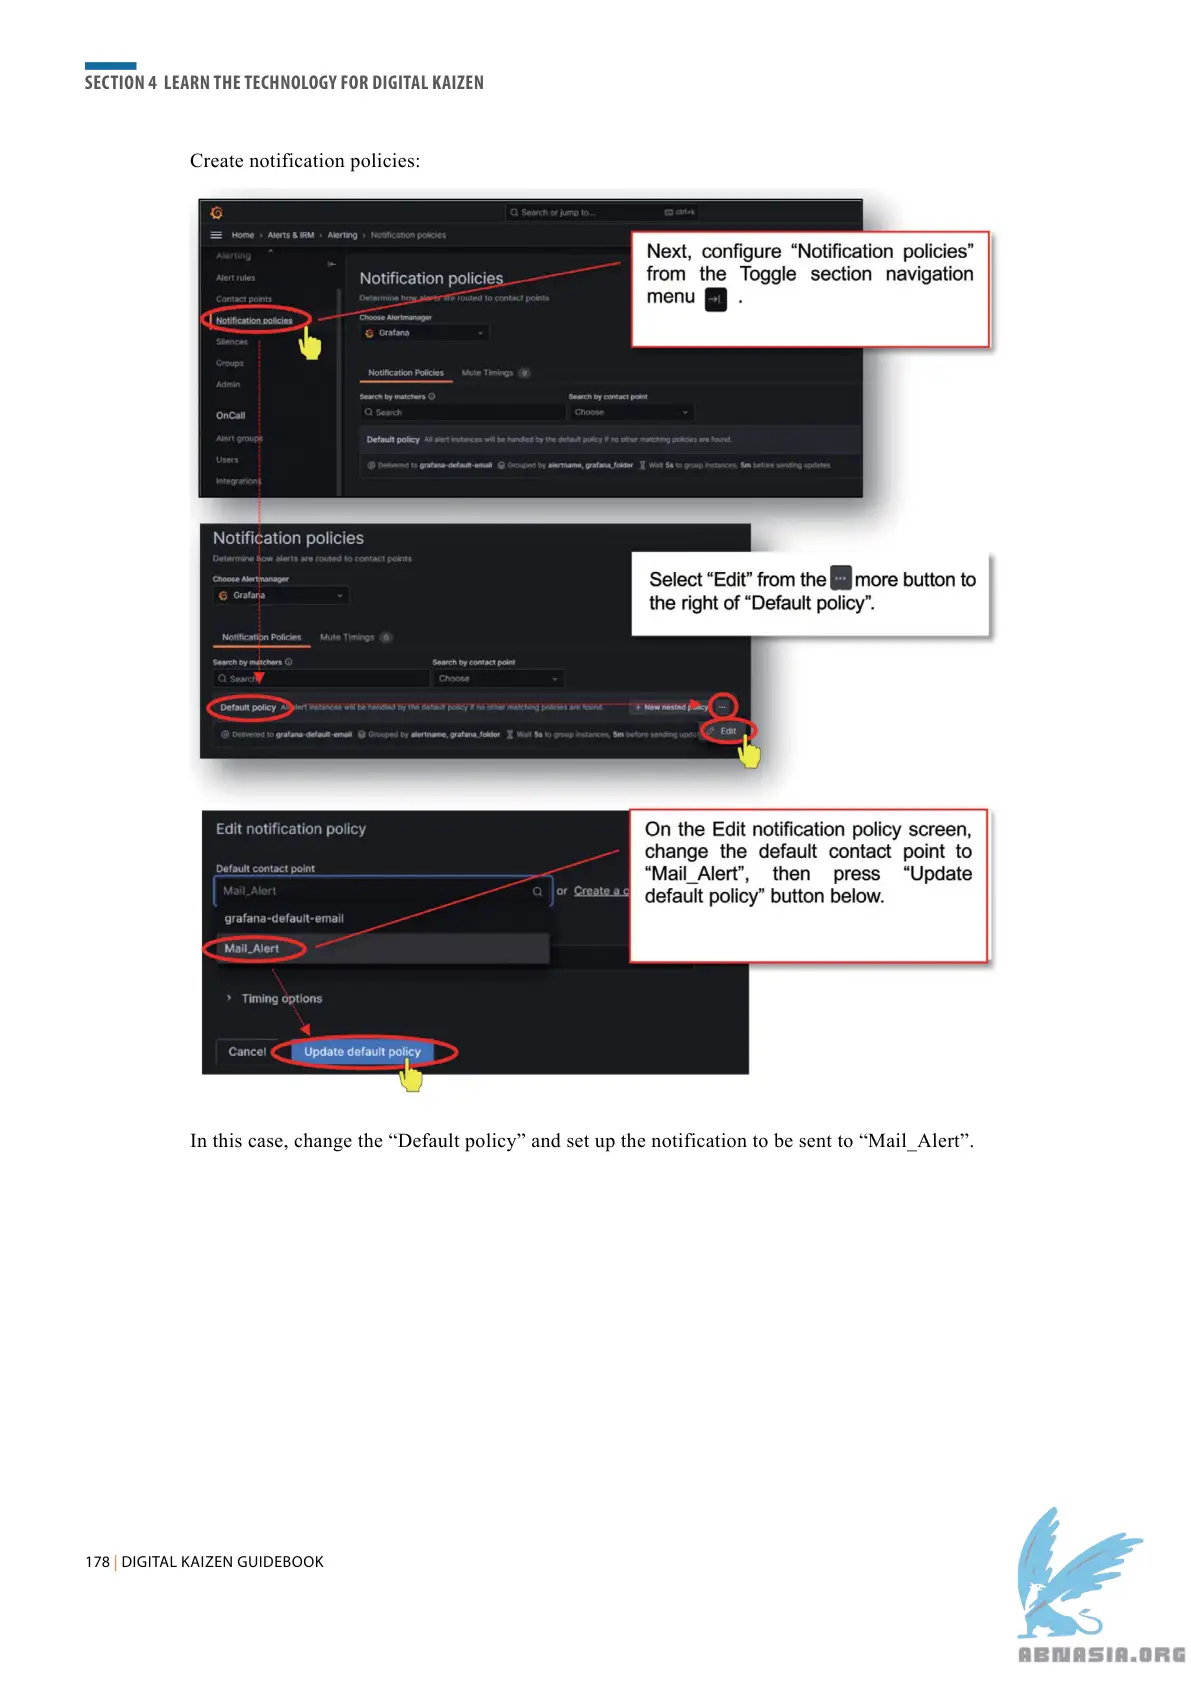 SECTION 4 LEARN THE TECHNOLOGY FOR DIGITAL KAIZEN
Create notification policies:
Search or jump to...
ctrl+k
Home › Alerts & IRM › Alerting › Notification policies
Alerting
Alert rules
Contact points
Notification policies
Silences
Groups
Admin
OnCall
Alert groups
Users
Integrations
Notification policies
Determine how alerts are routed to contact points
Choose Alertmanager
Grafana
Notification Policies Mute Timings 0
Search by matchers Search by contact point
Search Choose
Default policy All alert instances will be handled by the default policy if no other matching policies are found.
Delivered to grafana-default-email Grouped by alertname, grafana_folder Wait 5s to group instances, 5m before sending updates
Next, configure “Notification policies”
from the Toggle section navigation
menu .
Notification policies
Determine how alerts are routed to contact points
Choose Alertmanager
Grafana
Notification Policies Mute Timings 0
Search by matchers Search by contact point
Search Choose
Default policy All alert instances will be handled by the default policy if no other matching policies are found. + New nested policy ...
Delivered to grafana-default-email Grouped by alertname, grafana_folder Wait 5s to group instances, 5m before sending updat
Edit
Select “Edit” from the ... more button to
the right of “Default policy”.
Edit notification policy
Default contact point
Mail_Alert or Create a c
grafana-default-email
Mail_Alert
› Timing options
Cancel Update default policy
On the Edit notification policy screen,
change the default contact point to
“Mail_Alert”, then press “Update
default policy” button below.
In this case, change the “Default policy” and set up the notification to be sent to “Mail_Alert”.
178 | DIGITAL KAIZEN GUIDEBOOK
ABNASIA.ORG